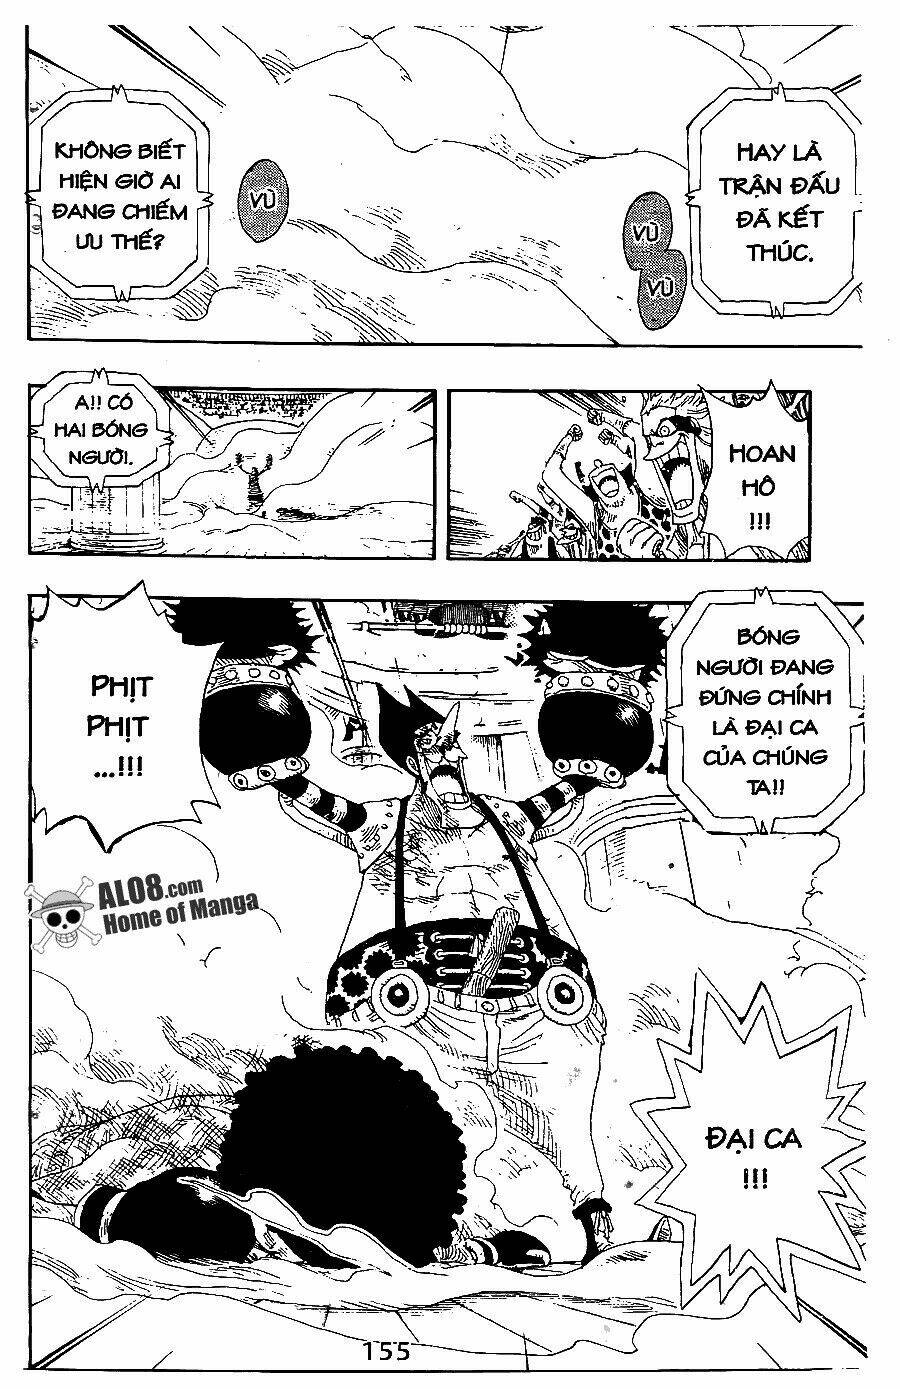 HAY LÀ
TRẬN ĐẤU
ĐÃ KẾT
THÚC.
VÙ
VÙ
VÙ
KHÔNG BIẾT
HIỆN GIỜ AI
ĐANG CHIẾM
ƯU THẾ?
HOAN
HÔ
!!!
A!! CÓ
HAI BÓNG
NGƯỜI.
BÓNG
NGƯỜI ĐANG
ĐỨNG CHÍNH
LÀ ĐẠI CA
CỦA CHÚNG
TA!!
PHỊT
PHỊT
...!!!
AL08.com
Home of Manga
ĐẠI CA
!!!
155